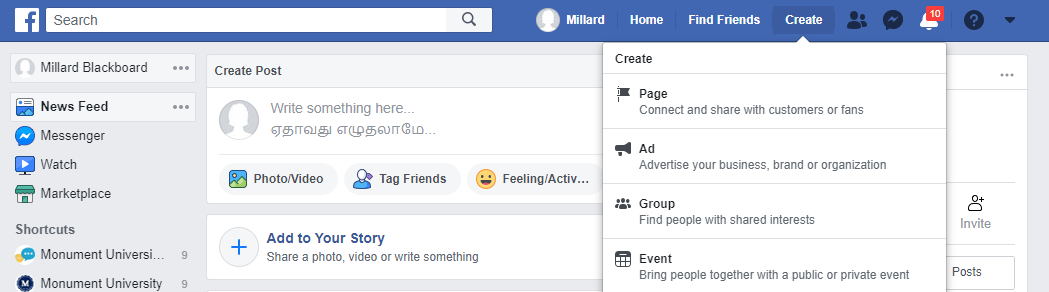 f
Search
Millard
Home
Find Friends
Create
10
Millard Blackboard
News Feed
Messenger
Watch
Marketplace
Shortcuts
Monument Universi... 9
M Monument University 9
Create Post
Write something here...
ஏதாவது எழுதலாமே...
Photo/Video
Tag Friends
Feeling/Activ...
Add to Your Story
Share a photo, video or write something
Create
Page
Connect and share with customers or fans
Ad
Advertise your business, brand or organization
Group
Find people with shared interests
Event
Bring people together with a public or private event
Invite
Posts